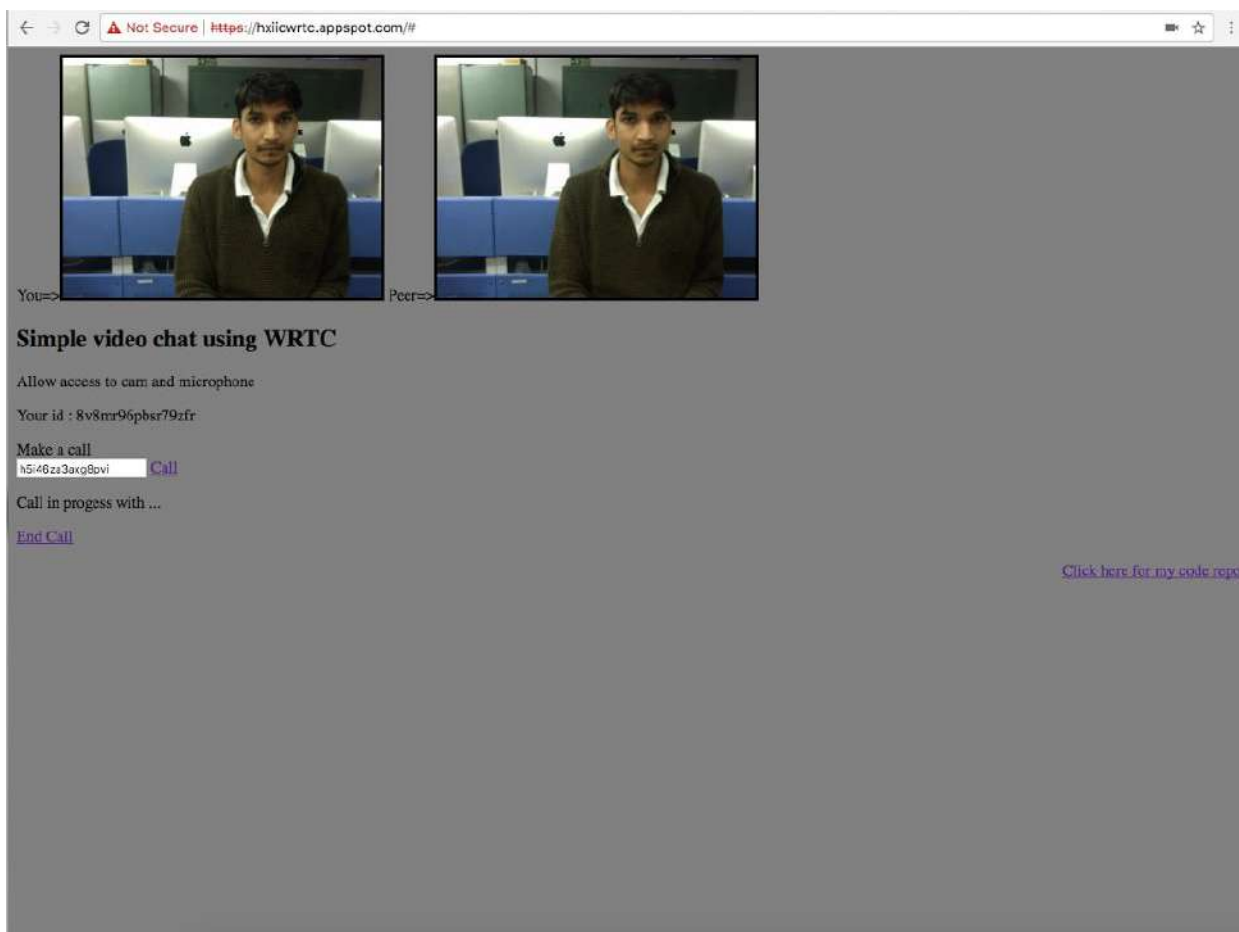 Not Secure | https://hxiicwrtc.appspot.com/#
You=> Peer=>
Simple video chat using WRTC
Allow access to cam and microphone
Your id : 8v8mr96pbsr79zfr
Make a call
h5i46za3axg8pvi Call
Call in progess with ...
End Call
Click here for my code repo